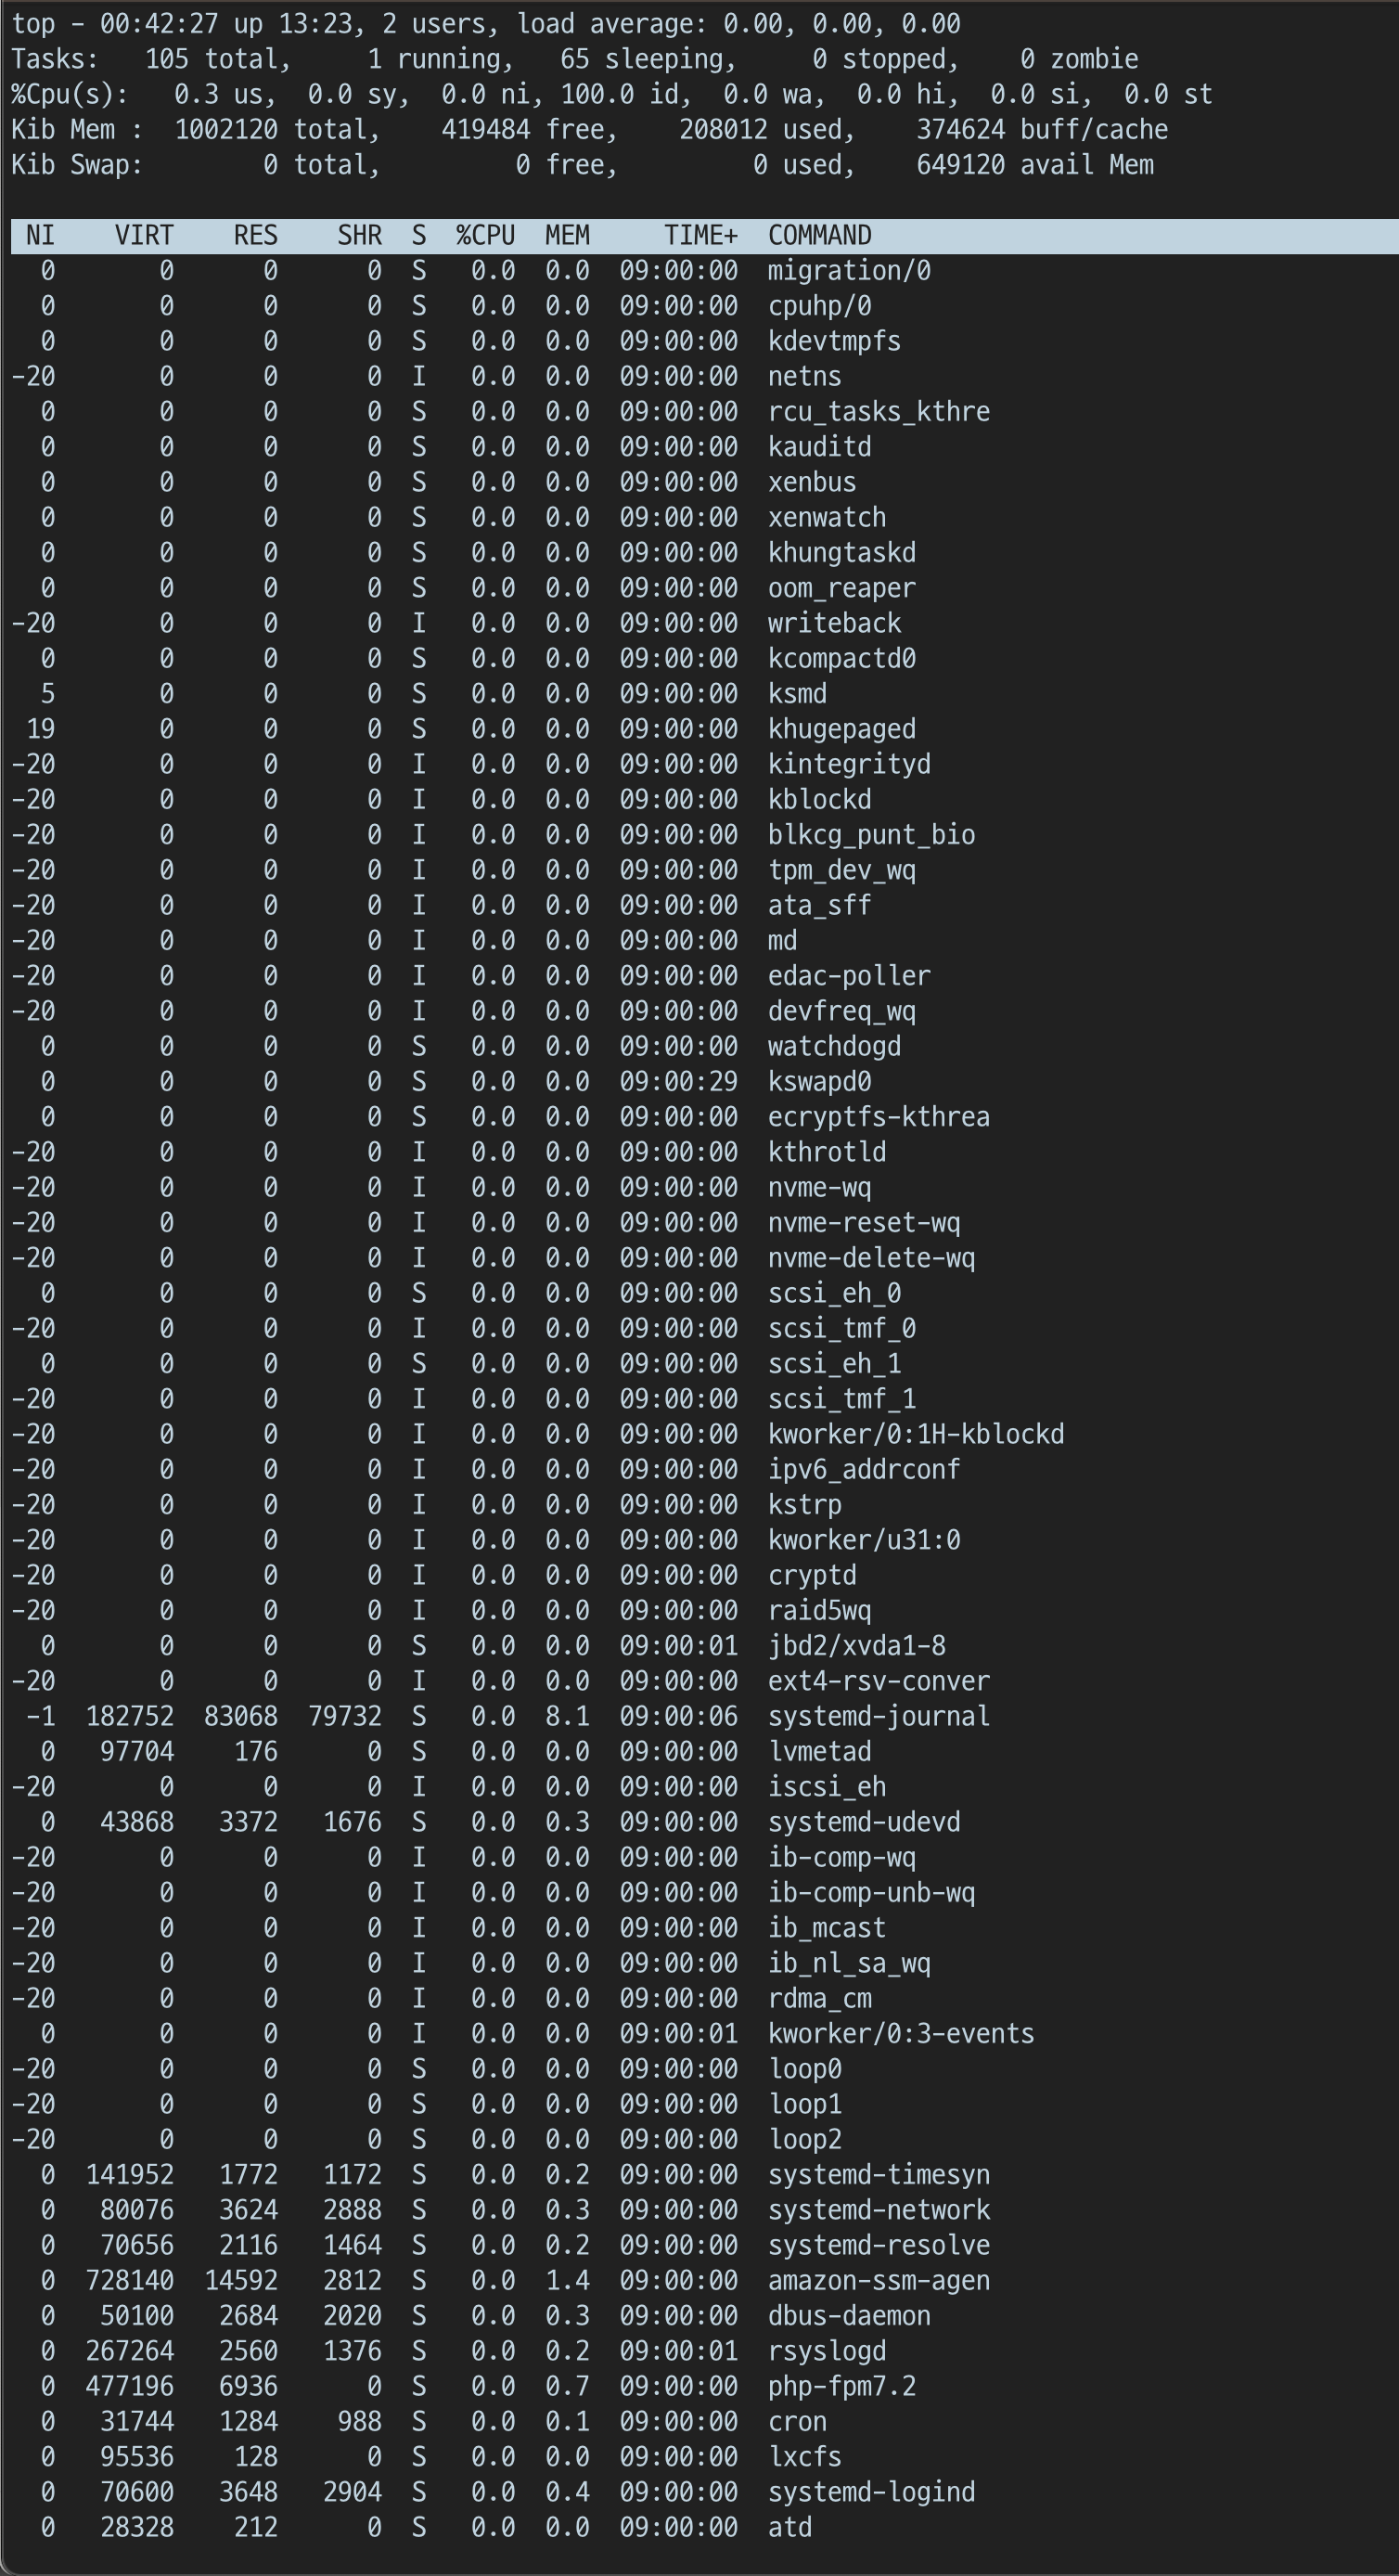 top - 00:42:27 up 13:23, 2 users, load average: 0.00, 0.00, 0.00
Tasks:   105 total,     1 running,   65 sleeping,     0 stopped,    0 zombie
%Cpu(s):   0.3 us,  0.0 sy,  0.0 ni, 100.0 id,  0.0 wa,  0.0 hi,  0.0 si,  0.0 st
Kib Mem :  1002120 total,    419484 free,    208012 used,    374624 buff/cache
Kib Swap:        0 total,         0 free,         0 used,    649120 avail Mem
 NI    VIRT    RES    SHR  S  %CPU  MEM     TIME+  COMMAND
  0       0      0      0  S   0.0  0.0  09:00:00  migration/0
  0       0      0      0  S   0.0  0.0  09:00:00  cpuhp/0
  0       0      0      0  S   0.0  0.0  09:00:00  kdevtmpfs
-20       0      0      0  I   0.0  0.0  09:00:00  netns
  0       0      0      0  S   0.0  0.0  09:00:00  rcu_tasks_kthre
  0       0      0      0  S   0.0  0.0  09:00:00  kauditd
  0       0      0      0  S   0.0  0.0  09:00:00  xenbus
  0       0      0      0  S   0.0  0.0  09:00:00  xenwatch
  0       0      0      0  S   0.0  0.0  09:00:00  khungtaskd
  0       0      0      0  S   0.0  0.0  09:00:00  oom_reaper
-20       0      0      0  I   0.0  0.0  09:00:00  writeback
  0       0      0      0  S   0.0  0.0  09:00:00  kcompactd0
  5       0      0      0  S   0.0  0.0  09:00:00  ksmd
 19       0      0      0  S   0.0  0.0  09:00:00  khugepaged
-20       0      0      0  I   0.0  0.0  09:00:00  kintegrityd
-20       0      0      0  I   0.0  0.0  09:00:00  kblockd
-20       0      0      0  I   0.0  0.0  09:00:00  blkcg_punt_bio
-20       0      0      0  I   0.0  0.0  09:00:00  tpm_dev_wq
-20       0      0      0  I   0.0  0.0  09:00:00  ata_sff
-20       0      0      0  I   0.0  0.0  09:00:00  md
-20       0      0      0  I   0.0  0.0  09:00:00  edac-poller
-20       0      0      0  I   0.0  0.0  09:00:00  devfreq_wq
  0       0      0      0  S   0.0  0.0  09:00:00  watchdogd
  0       0      0      0  S   0.0  0.0  09:00:29  kswapd0
  0       0      0      0  S   0.0  0.0  09:00:00  ecryptfs-kthrea
-20       0      0      0  I   0.0  0.0  09:00:00  kthrotld
-20       0      0      0  I   0.0  0.0  09:00:00  nvme-wq
-20       0      0      0  I   0.0  0.0  09:00:00  nvme-reset-wq
-20       0      0      0  I   0.0  0.0  09:00:00  nvme-delete-wq
  0       0      0      0  S   0.0  0.0  09:00:00  scsi_eh_0
-20       0      0      0  I   0.0  0.0  09:00:00  scsi_tmf_0
  0       0      0      0  S   0.0  0.0  09:00:00  scsi_eh_1
-20       0      0      0  I   0.0  0.0  09:00:00  scsi_tmf_1
-20       0      0      0  I   0.0  0.0  09:00:00  kworker/0:1H-kblockd
-20       0      0      0  I   0.0  0.0  09:00:00  ipv6_addrconf
-20       0      0      0  I   0.0  0.0  09:00:00  kstrp
-20       0      0      0  I   0.0  0.0  09:00:00  kworker/u31:0
-20       0      0      0  I   0.0  0.0  09:00:00  cryptd
-20       0      0      0  I   0.0  0.0  09:00:00  raid5wq
  0       0      0      0  S   0.0  0.0  09:00:01  jbd2/xvda1-8
-20       0      0      0  I   0.0  0.0  09:00:00  ext4-rsv-conver
 -1  182752  83068  79732  S   0.0  8.1  09:00:06  systemd-journal
  0   97704    176      0  S   0.0  0.0  09:00:00  lvmetad
-20       0      0      0  I   0.0  0.0  09:00:00  iscsi_eh
  0   43868   3372   1676  S   0.0  0.3  09:00:00  systemd-udevd
-20       0      0      0  I   0.0  0.0  09:00:00  ib-comp-wq
-20       0      0      0  I   0.0  0.0  09:00:00  ib-comp-unb-wq
-20       0      0      0  I   0.0  0.0  09:00:00  ib_mcast
-20       0      0      0  I   0.0  0.0  09:00:00  ib_nl_sa_wq
-20       0      0      0  I   0.0  0.0  09:00:00  rdma_cm
  0       0      0      0  I   0.0  0.0  09:00:01  kworker/0:3-events
-20       0      0      0  S   0.0  0.0  09:00:00  loop0
-20       0      0      0  S   0.0  0.0  09:00:00  loop1
-20       0      0      0  S   0.0  0.0  09:00:00  loop2
  0  141952   1772   1172  S   0.0  0.2  09:00:00  systemd-timesyn
  0   80076   3624   2888  S   0.0  0.3  09:00:00  systemd-network
  0   70656   2116   1464  S   0.0  0.2  09:00:00  systemd-resolve
  0  728140  14592   2812  S   0.0  1.4  09:00:00  amazon-ssm-agen
  0   50100   2684   2020  S   0.0  0.3  09:00:00  dbus-daemon
  0  267264   2560   1376  S   0.0  0.2  09:00:01  rsyslogd
  0  477196   6936      0  S   0.0  0.7  09:00:00  php-fpm7.2
  0   31744   1284    988  S   0.0  0.1  09:00:00  cron
  0   95536    128      0  S   0.0  0.0  09:00:00  lxcfs
  0   70600   3648   2904  S   0.0  0.4  09:00:00  systemd-logind
  0   28328    212      0  S   0.0  0.0  09:00:00  atd